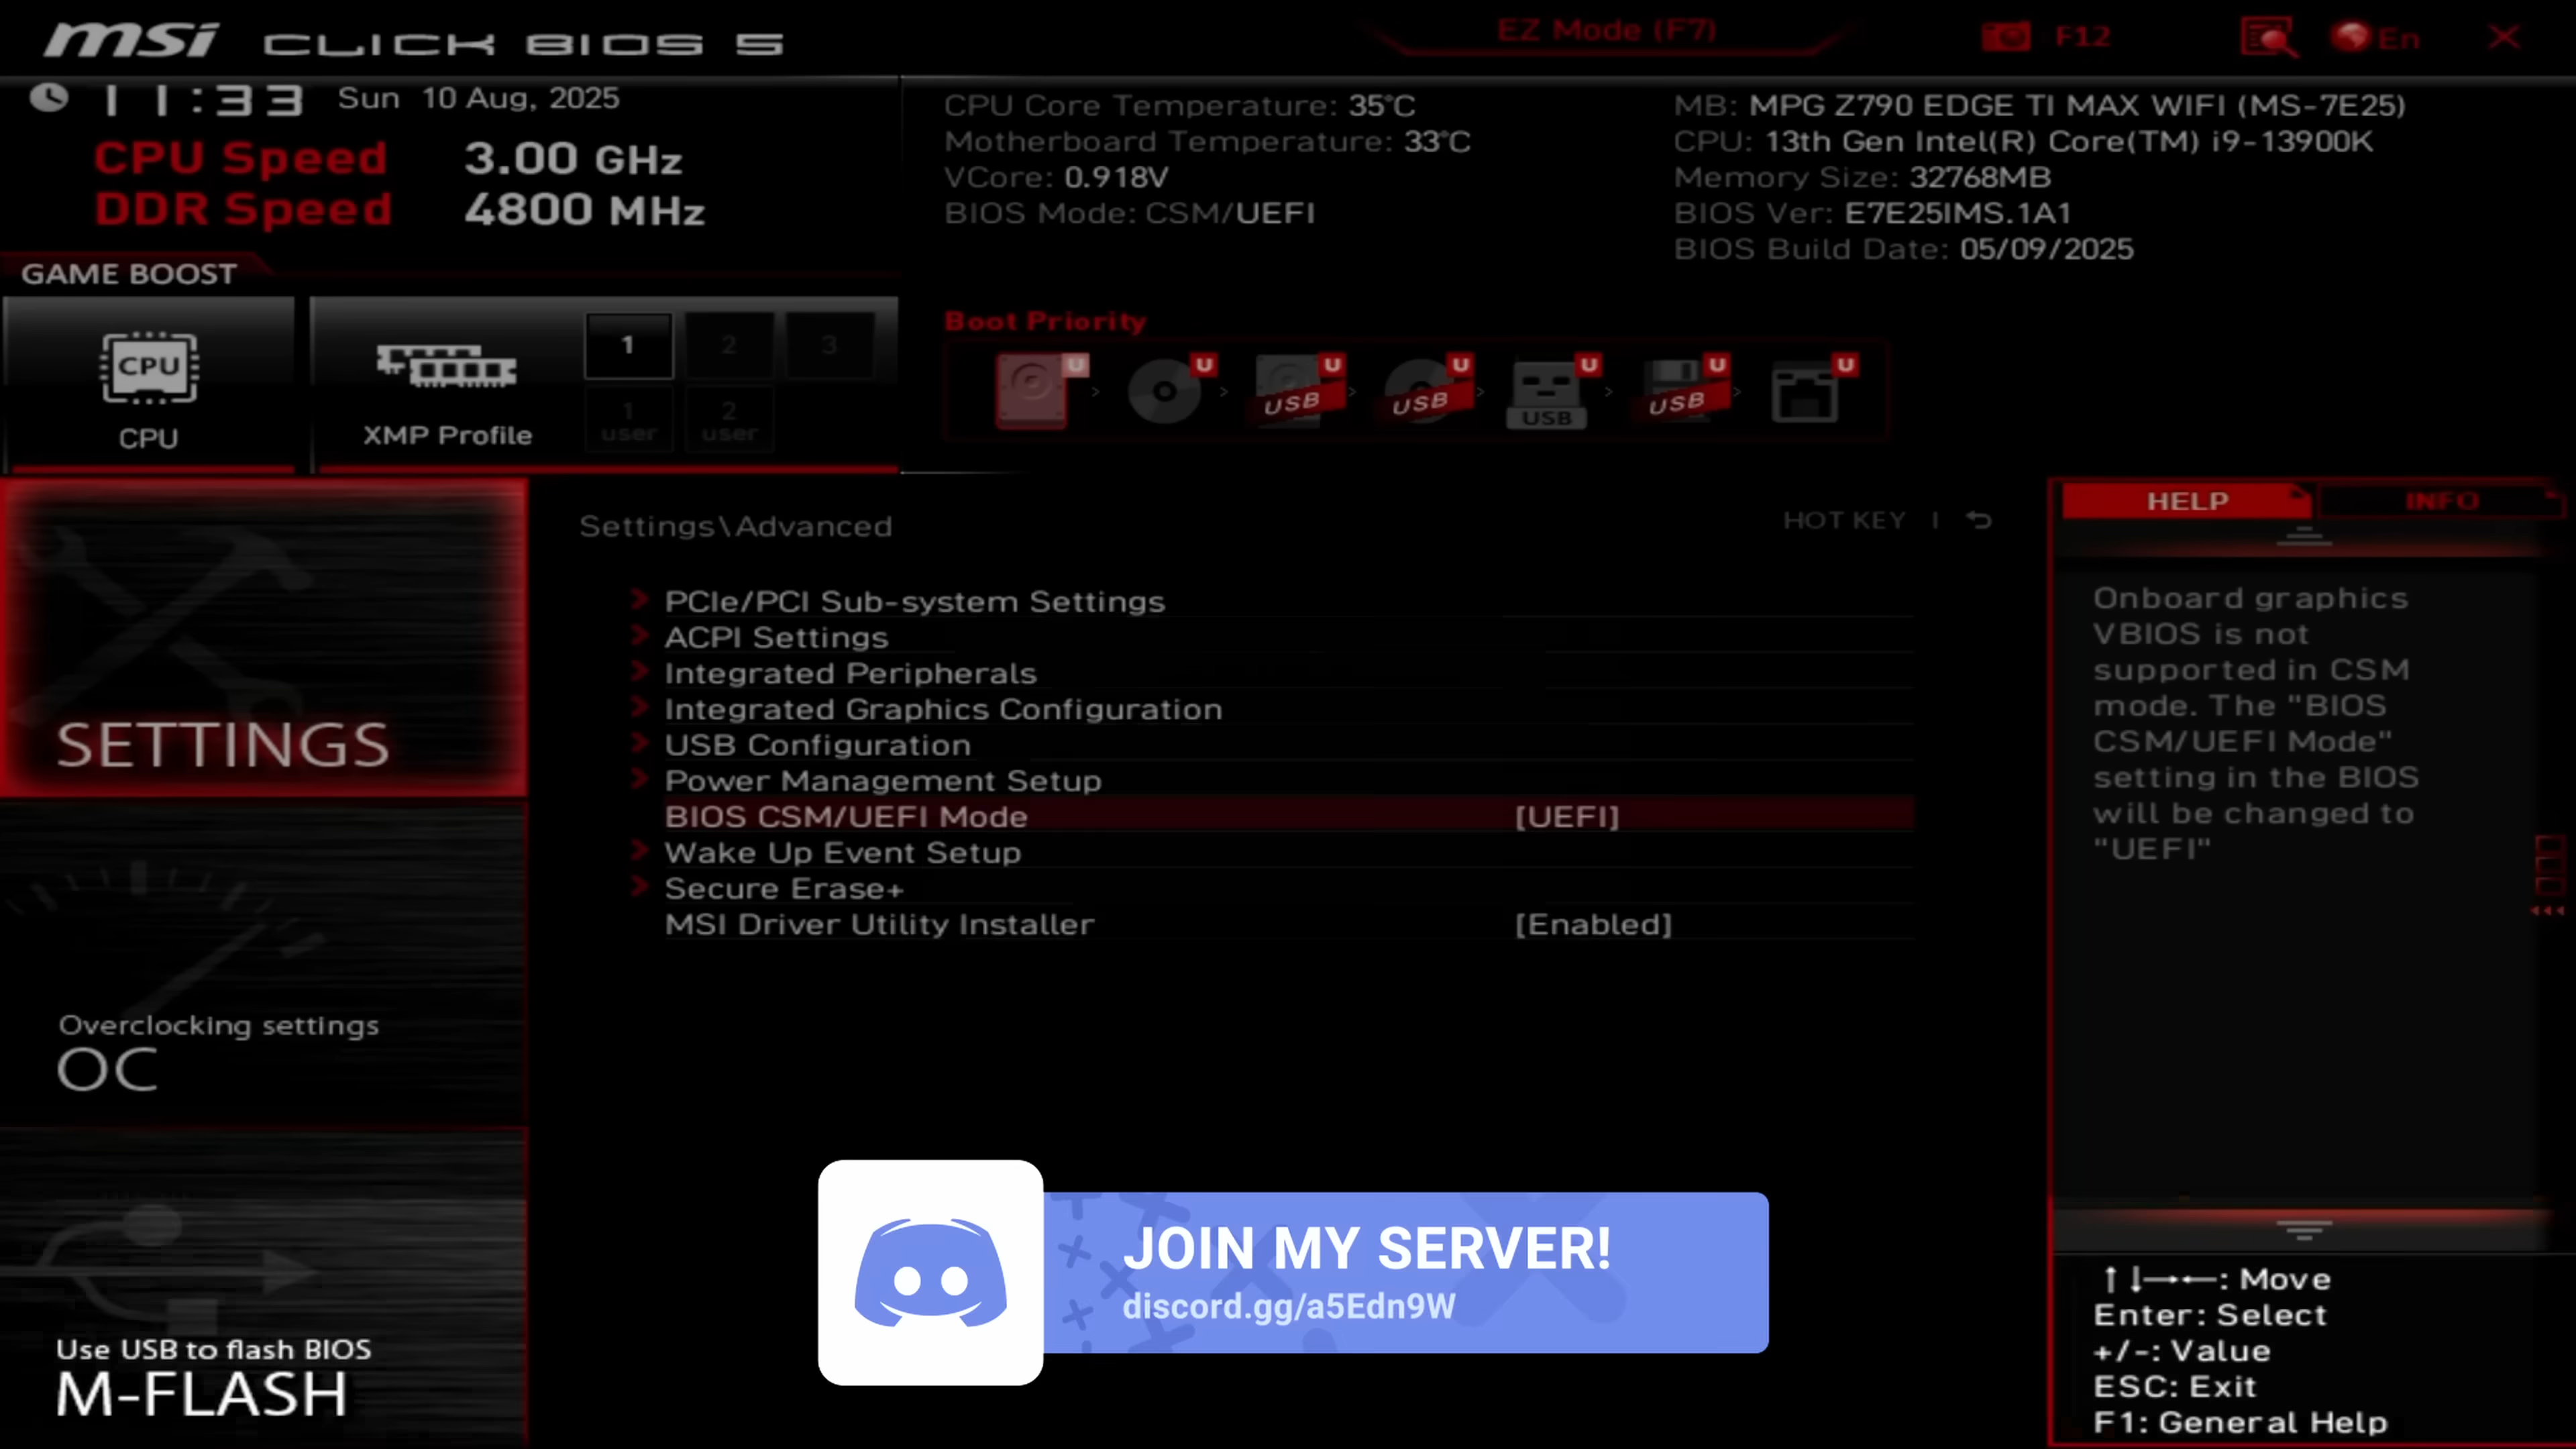 msi CLICK BIOS 5
EZ Mode (F7)
F12
En
11:33 Sun 10 Aug, 2025
CPU Speed 3.00 GHz
DDR Speed 4800 MHz
CPU Core Temperature: 35°C
Motherboard Temperature: 33°C
VCore: 0.918V
BIOS Mode: CSM/UEFI
MB: MPG Z790 EDGE TI MAX WIFI (MS-7E25)
CPU: 13th Gen Intel(R) Core(TM) i9-13900K
Memory Size: 32768MB
BIOS Ver: E7E25IMS.1A1
BIOS Build Date: 05/09/2025
GAME BOOST
CPU
CPU
XMP Profile
1 2 3
1 user
2 user
Boot Priority
U U U U U U U
USB USB USB USB
SETTINGS
Overclocking settings
OC
Use USB to flash BIOS
M-FLASH
Settings\Advanced
HOT KEY |
PCIe/PCI Sub-system Settings
ACPI Settings
Integrated Peripherals
Integrated Graphics Configuration
USB Configuration
Power Management Setup
BIOS CSM/UEFI Mode [UEFI]
Wake Up Event Setup
Secure Erase+
MSI Driver Utility Installer [Enabled]
JOIN MY SERVER!
discord.gg/a5Edn9W
HELP INFO
Onboard graphics
VBIOS is not
supported in CSM
mode. The "BIOS
CSM/UEFI Mode"
setting in the BIOS
will be changed to
"UEFI"
↑↓→←: Move
Enter: Select
+/-: Value
ESC: Exit
F1: General Help